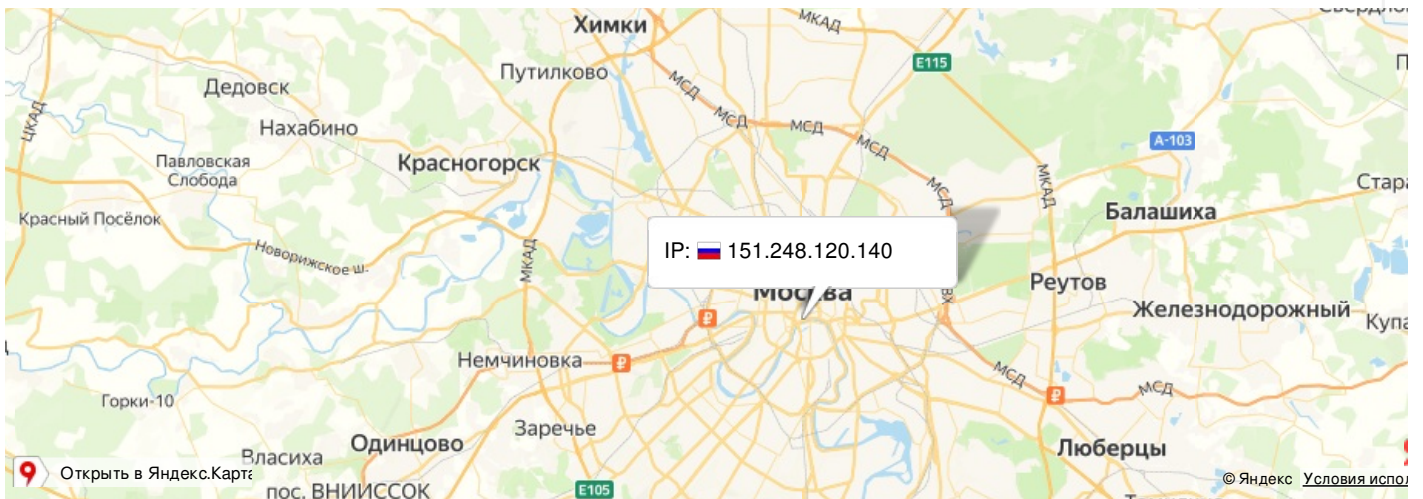 Химки
МКАД
E115
Путилково
МСД
Дедовск
ЦКАД
Нахабино
МСД
МСД
МСД
А-103
Павловская
Слобода
Красногорск
МКАД
МСД
Стара
Красный Посёлок
Балашиха
Новорижское ш.
МКАД
IP: 151.248.120.140
Москва
Реутов
Железнодорожный
Купа
₽
Немчиновка
₽
МСД
₽
МСД
Горки-10
Заречье
Одинцово
Люберцы
Власиха
Открыть в Яндекс.Карта
© Яндекс Условия испол
пос. ВНИИССОК
E105